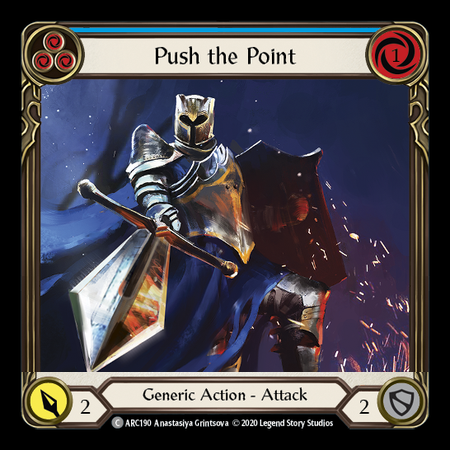 Push the Point
1
Generic Action - Attack
2
2
C ARC190 Anastasiya Grintsova © 2020 Legend Story Studios